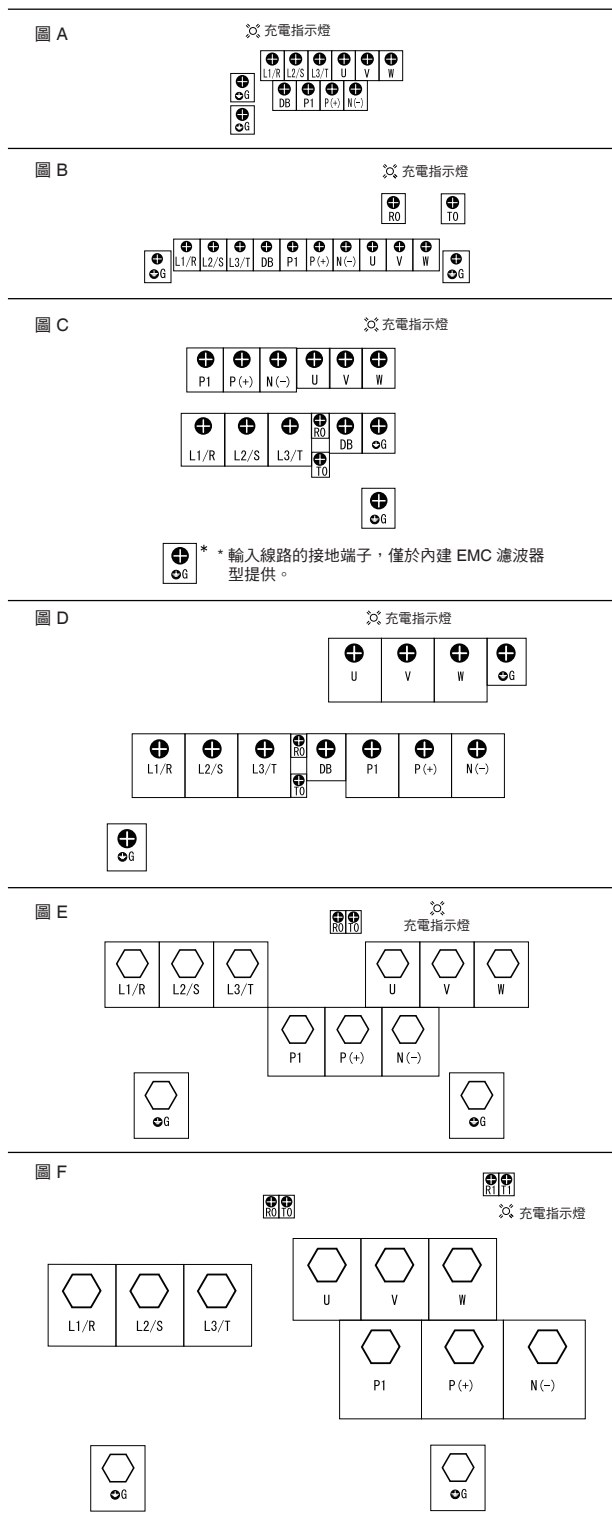 圖 A
充電指示燈
L1/R L2/S L3/T U V W
G
DB P1 P(+) N(-)
G
圖 B
充電指示燈
R0 T0
G L1/R L2/S L3/T DB P1 P(+) N(-) U V W G
圖 C
充電指示燈
P1 P(+) N(-) U V W
R0
L1/R L2/S L3/T DB G
T0
G
G * * 輸入線路的接地端子，僅於內建 EMC 濾波器
型提供。
圖 D
充電指示燈
U V W G
R0
L1/R L2/S L3/T DB P1 P(+) N(-)
T0
G
圖 E
R0 T0 充電指示燈
L1/R L2/S L3/T U V W
P1 P(+) N(-)
G G
圖 F
R1 T1
R0 T0
充電指示燈
U V W
L1/R L2/S L3/T
P1 P(+) N(-)
G G